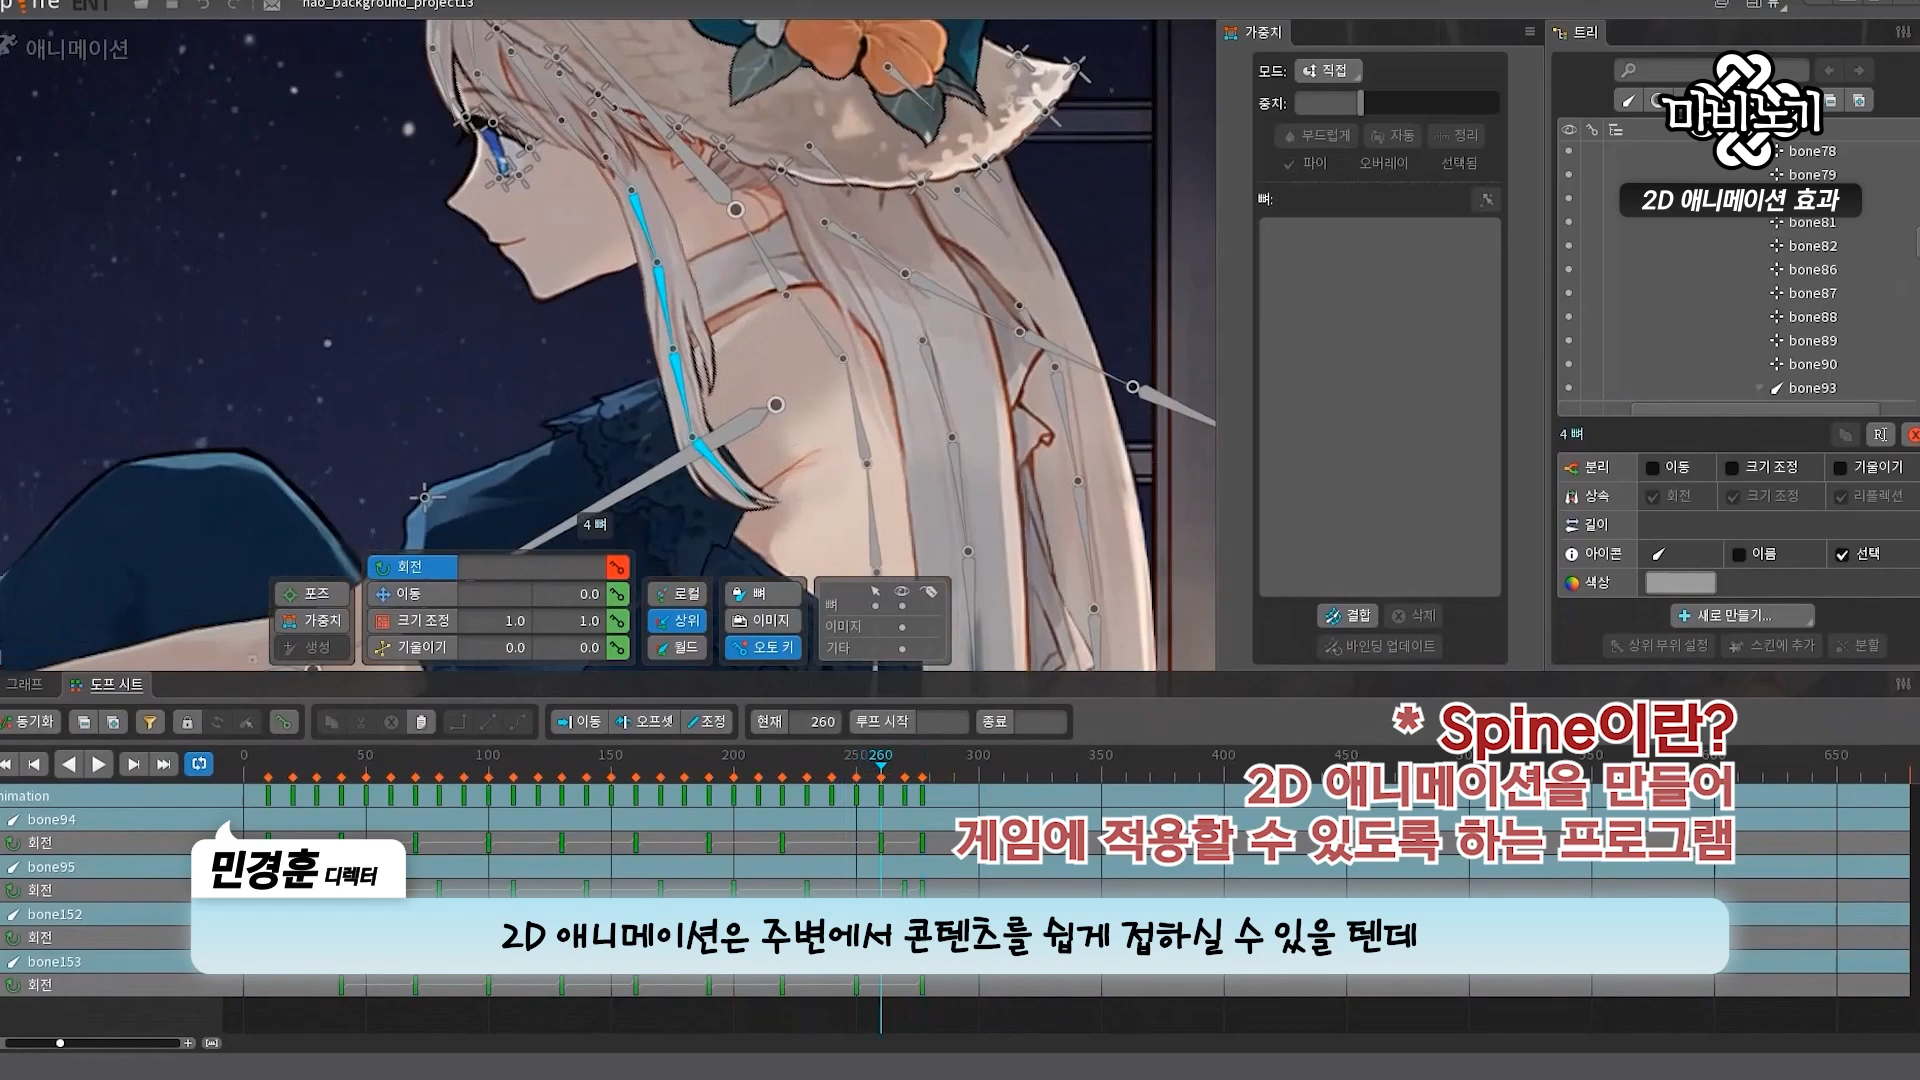 ENT
nao_background_project13
애니메이션
가중치
모드:
직접
중치:
부드럽게
자동
정리
파이
오버레이
선택됨
뼈:
결합
삭제
바인딩 업데이트
트리
마비노기
2D 애니메이션 효과
bone78
bone79
bone81
bone82
bone86
bone87
bone88
bone89
bone90
bone93
4 뼈
분리
이동
크기 조정
기울이기
상속
회전
크기 조정
리플렉션
길이
아이콘
이름
선택
색상
새로 만들기...
상위 부위 설정
스킨에 추가
분할
4 뼈
포즈
가중치
생성
회전
이동 0.0
크기 조정 1.0 1.0
기울이기 0.0 0.0
로컬
상위
월드
뼈
이미지
오토 키
뼈
이미지
기타
그래프
도프 시트
동기화
이동
오프셋
조정
현재 260
루프 시작
종료
0 50 100 150 200 250 260 300 350 400 450 650
nimation
bone94
회전
bone95
회전
bone152
회전
bone153
회전
* Spine이란?
2D 애니메이션을 만들어
게임에 적용할 수 있도록 하는 프로그램
민경훈 디렉터
2D 애니메이션은 주변에서 콘텐츠를 쉽게 접하실 수 있을 텐데